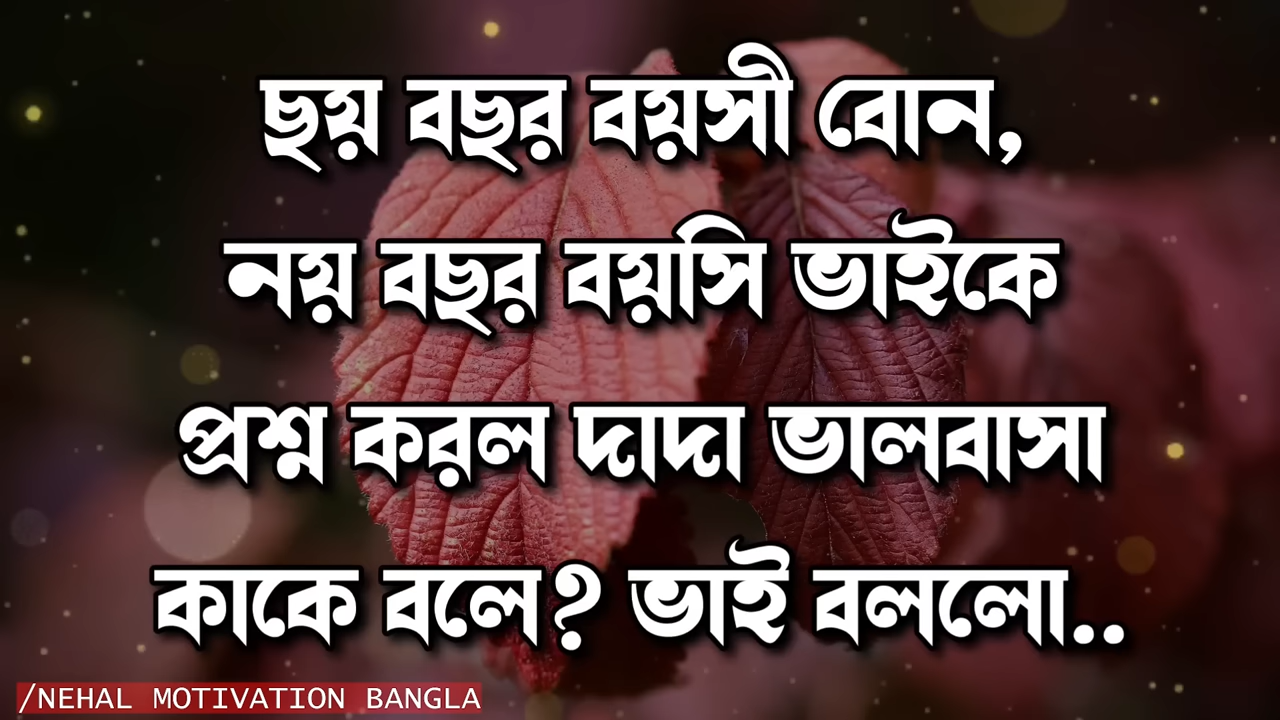 ছয় বছর বয়সী বোন,
নয় বছর বয়সি ভাইকে
প্রশ্ন করল দাদা ভালবাসা
কাকে বলে? ভাই বললো..
/NEHAL MOTIVATION BANGLA